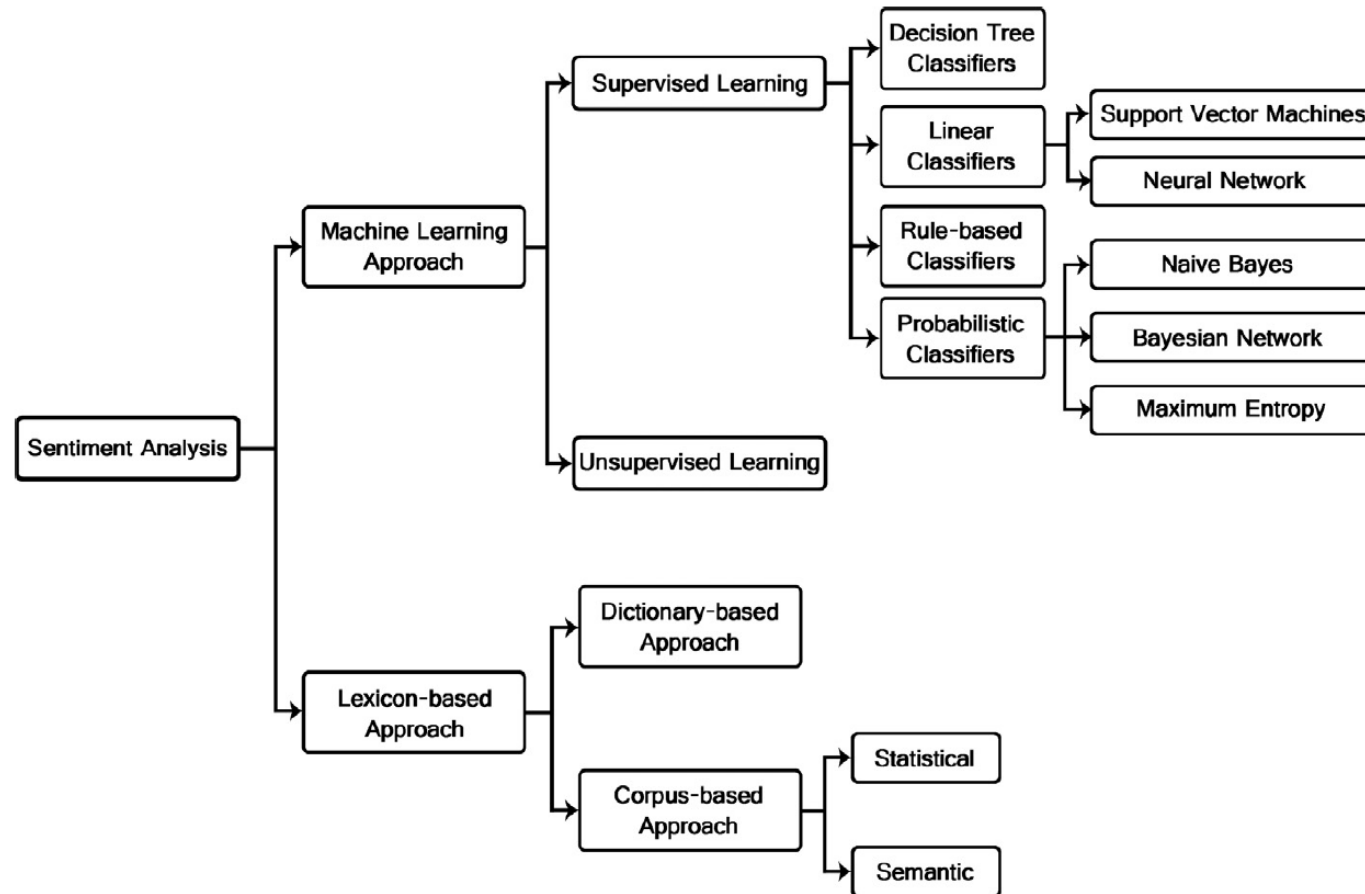 Decision Tree
Classifiers
Supervised Learning
Support Vector Machines
Linear
Classifiers
Neural Network
Machine Learning
Approach
Rule-based
Classifiers
Naive Bayes
Probabilistic
Classifiers
Bayesian Network
Maximum Entropy
Sentiment Analysis
Unsupervised Learning
Dictionary-based
Approach
Lexicon-based
Approach
Statistical
Corpus-based
Approach
Semantic